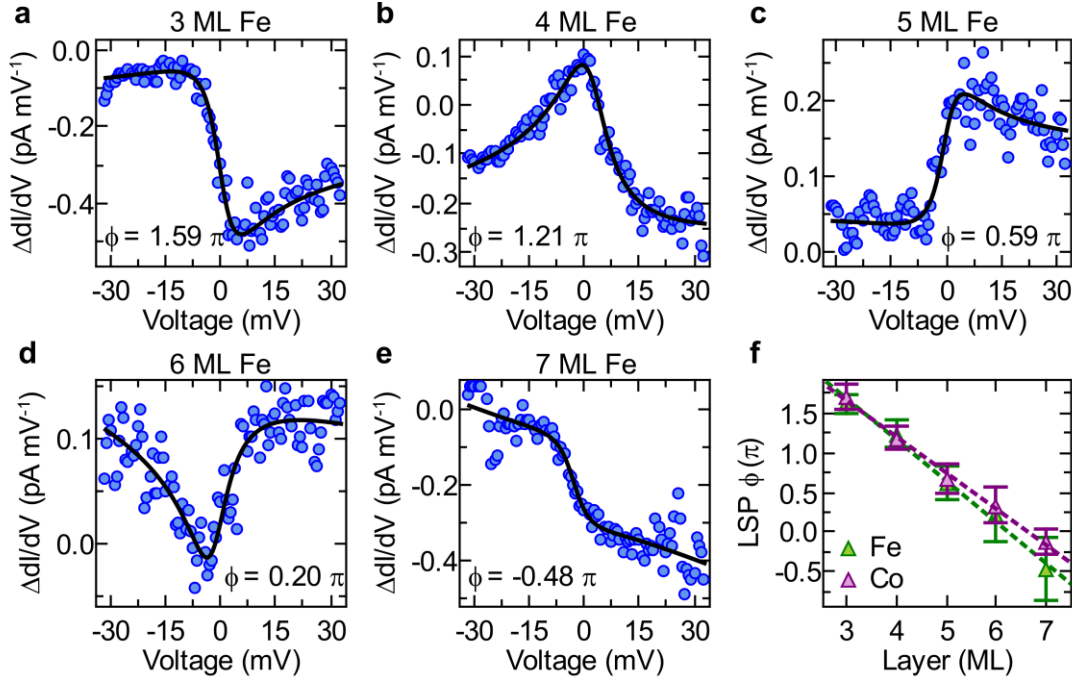 a
3 ML Fe
ΔdI/dV (pA mV⁻¹)
0.0
-0.2
-0.4
ϕ = 1.59 π
-30 -15 0 15 30
Voltage (mV)
b
4 ML Fe
ΔdI/dV (pA mV⁻¹)
0.1
0.0
-0.1
-0.2
-0.3
ϕ = 1.21 π
-30 -15 0 15 30
Voltage (mV)
c
5 ML Fe
ΔdI/dV (pA mV⁻¹)
0.2
0.1
0.0
ϕ = 0.59 π
-30 -15 0 15 30
Voltage (mV)
d
6 ML Fe
ΔdI/dV (pA mV⁻¹)
0.1
0.0
ϕ = 0.20 π
-30 -15 0 15 30
Voltage (mV)
e
7 ML Fe
ΔdI/dV (pA mV⁻¹)
0.0
-0.2
-0.4
ϕ = -0.48 π
-30 -15 0 15 30
Voltage (mV)
f
LSP ϕ (π)
1.5
1.0
0.5
0.0
-0.5
Fe
Co
3 4 5 6 7
Layer (ML)